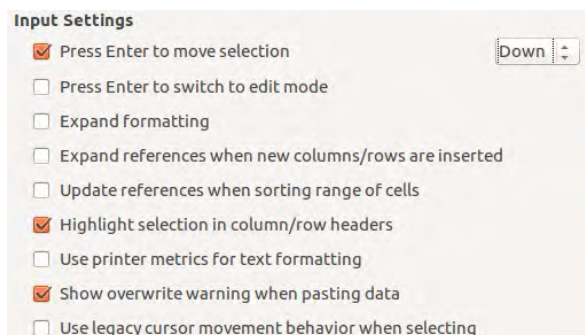 Input Settings
Press Enter to move selection Down
Press Enter to switch to edit mode
Expand formatting
Expand references when new columns/rows are inserted
Update references when sorting range of cells
Highlight selection in column/row headers
Use printer metrics for text formatting
Show overwrite warning when pasting data
Use legacy cursor movement behavior when selecting